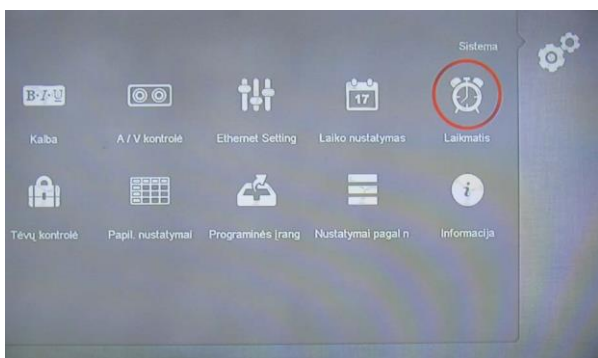 Sistema
B·I·U
17
Kalba
A / V kontrolė
Ethernet Setting
Laiko nustatymas
Laikmatis
i
Tėvų kontrolė
Papil. nustatymai
Programinės įrang
Nustatymai pagal n
Informacija